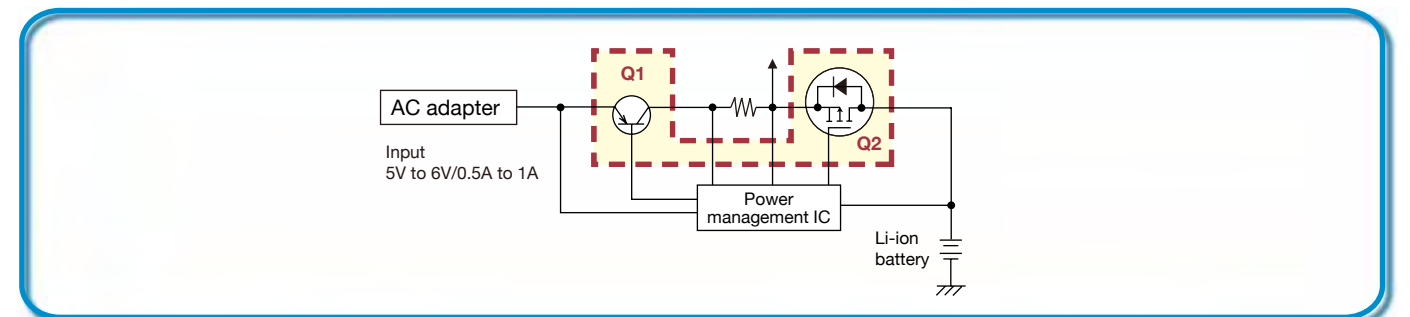 Q1
AC adapter
Q2
Input
5V to 6V/0.5A to 1A
Power
management IC
Li-ion
battery